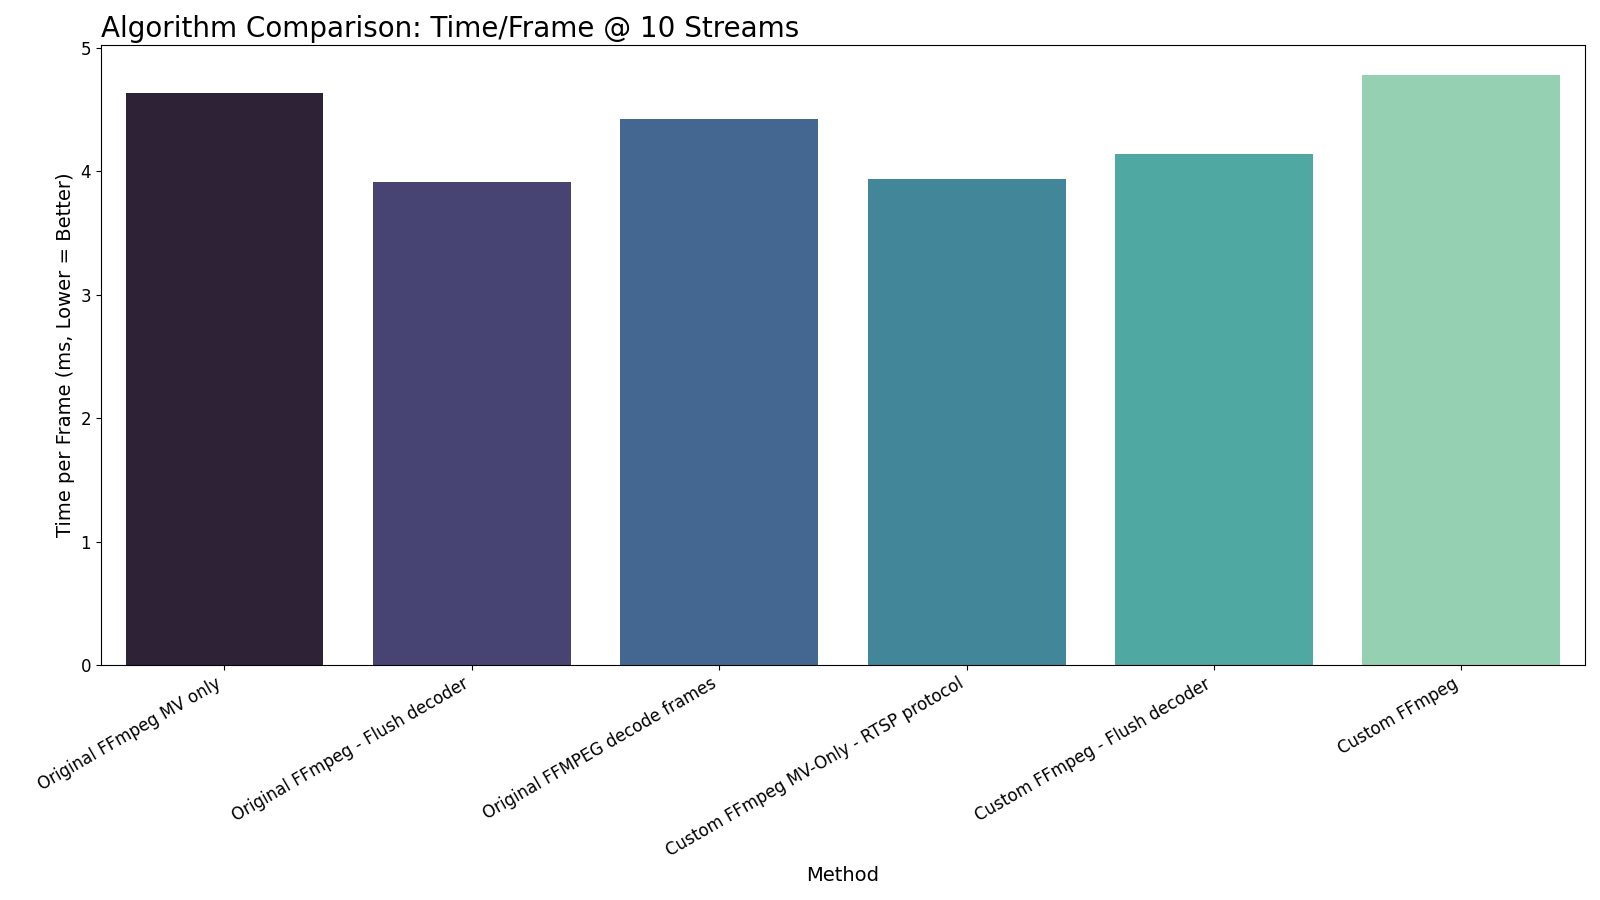 Algorithm Comparison: Time/Frame @ 10 Streams
Time per Frame (ms, Lower = Better)
5
4
3
2
1
0
Original FFmpeg MV only
Original FFmpeg - Flush decoder
Original FFMPEG decode frames
Custom FFmpeg MV-Only - RTSP protocol
Custom FFmpeg - Flush decoder
Custom FFmpeg
Method